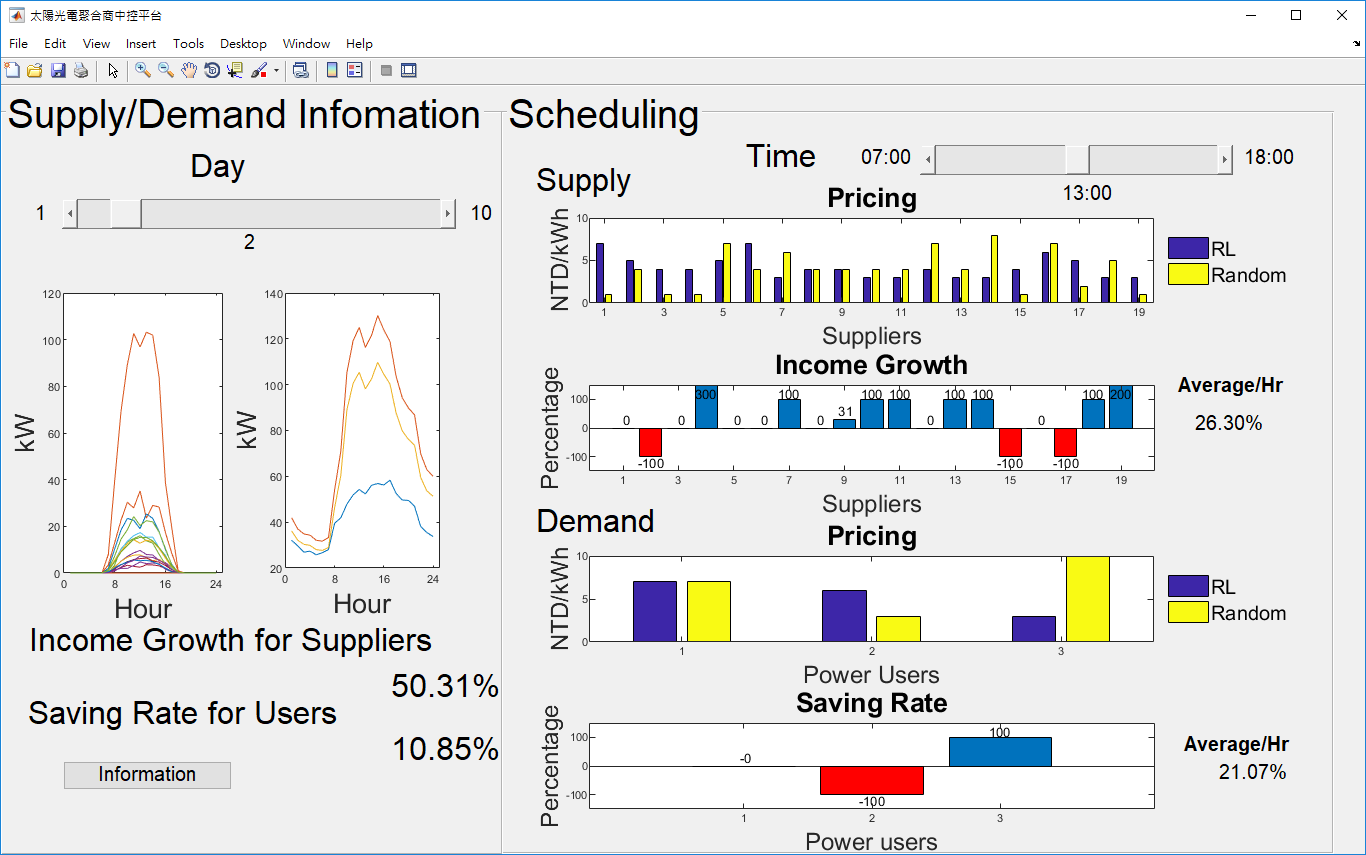 太陽光電聚合商中控平台
File Edit View Insert Tools Desktop Window Help
Supply/Demand Infomation
Day
1 10
2
120
100
80
60
40
20
0
kW
0 8 16 24
Hour
140
120
100
80
60
40
20
kW
0 8 16 24
Hour
Income Growth for Suppliers
50.31%
Saving Rate for Users
10.85%
Information
Scheduling
Time 07:00 18:00
13:00
Supply
Pricing
NTD/kWh
10
5
0
1 3 5 7 9 11 13 15 17 19
Suppliers
RL
Random
Income Growth
Percentage
100
0
-100
0 -100 0 300 0 0 100 0 31 100 100 0 100 100 -100 0 -100 100 200
1 3 5 7 9 11 13 15 17 19
Suppliers
Average/Hr
26.30%
Demand
Pricing
NTD/kWh
10
5
0
1 2 3
Power Users
RL
Random
Saving Rate
Percentage
100
0
-100
-0 -100 100
1 2 3
Power users
Average/Hr
21.07%